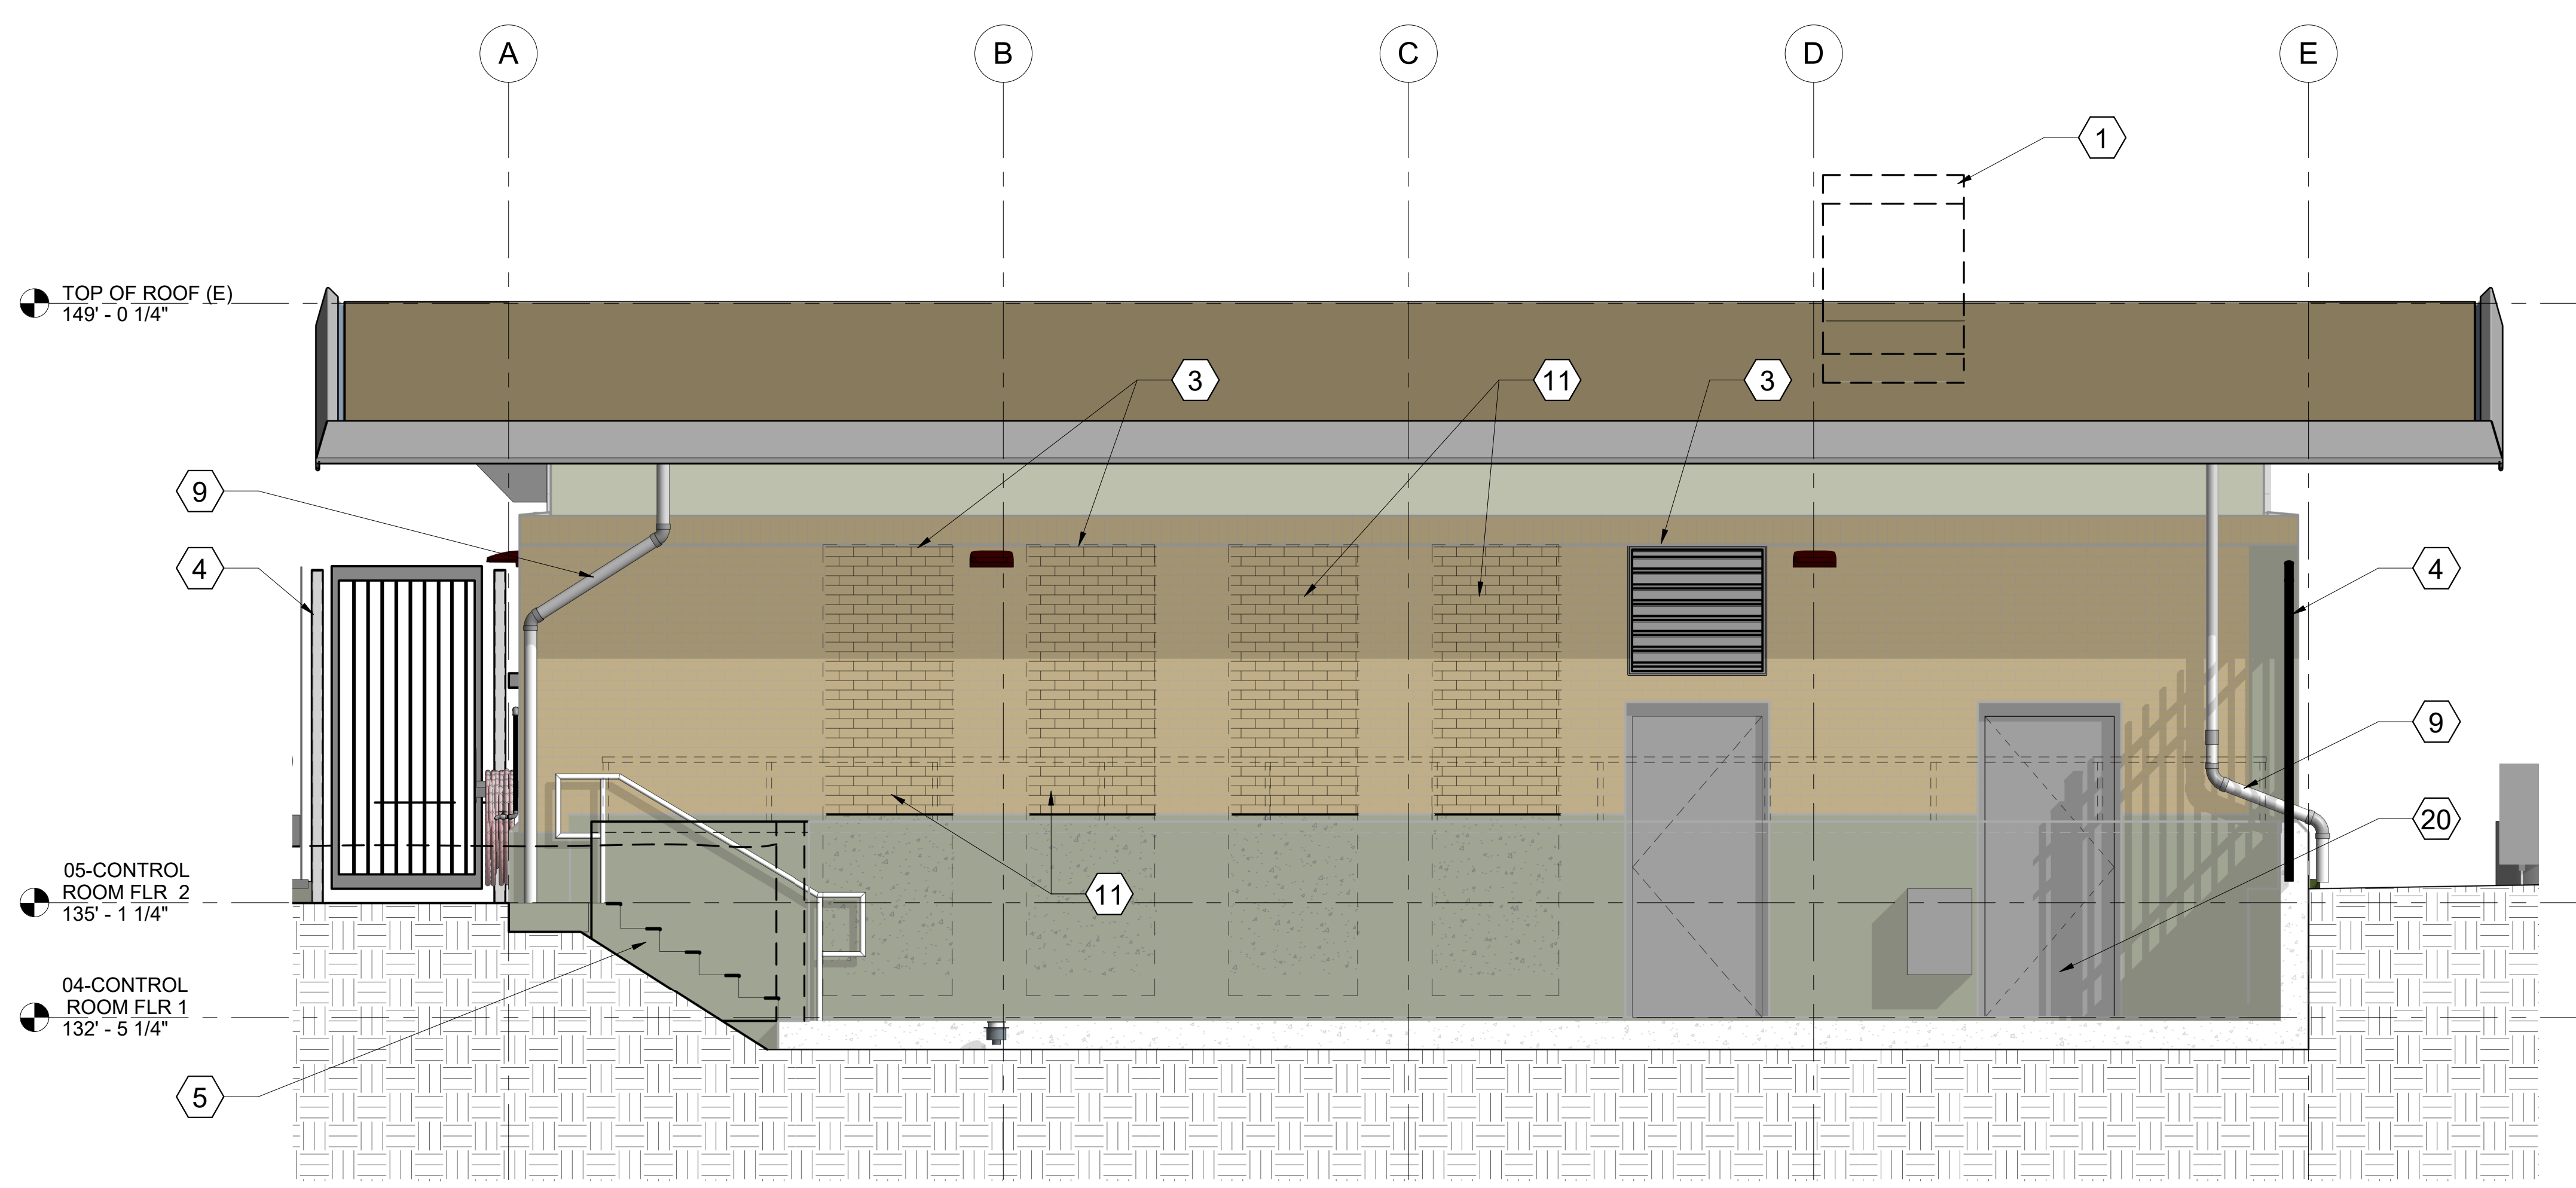 A
B
C
D
E
1
TOP OF ROOF (E)
149' - 0 1/4"
3
11
3
9
4
4
9
20
05-CONTROL
ROOM FLR 2
135' - 1 1/4"
11
04-CONTROL
ROOM FLR 1
132' - 5 1/4"
5